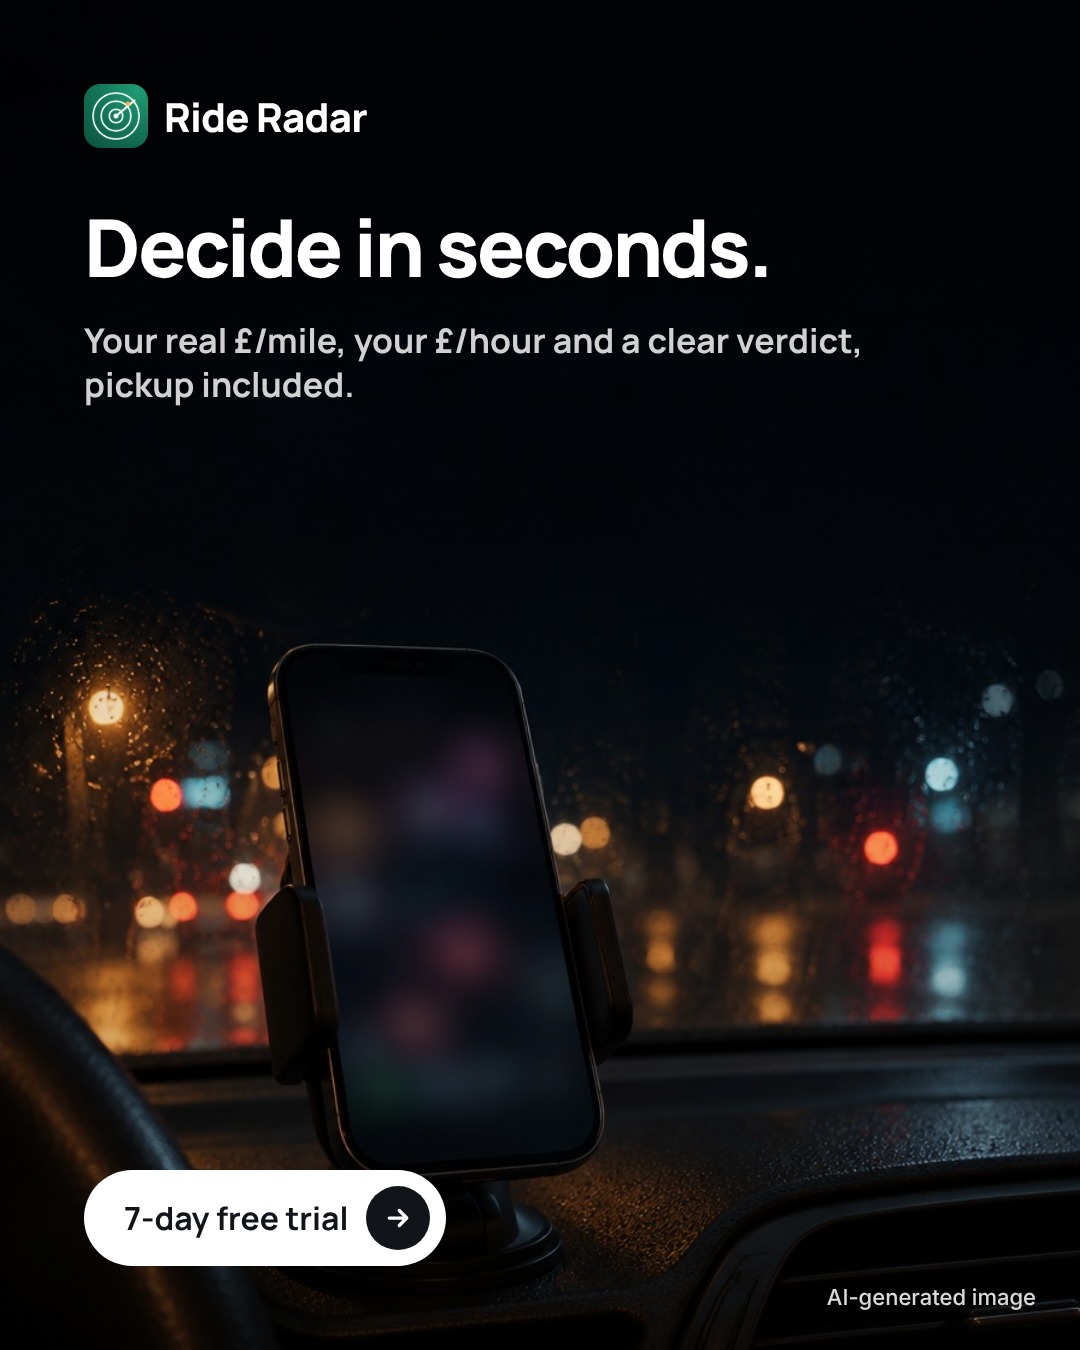 Ride Radar
Decide in seconds.
Your real £/mile, your £/hour and a clear verdict,
pickup included.
7-day free trial
AI-generated image